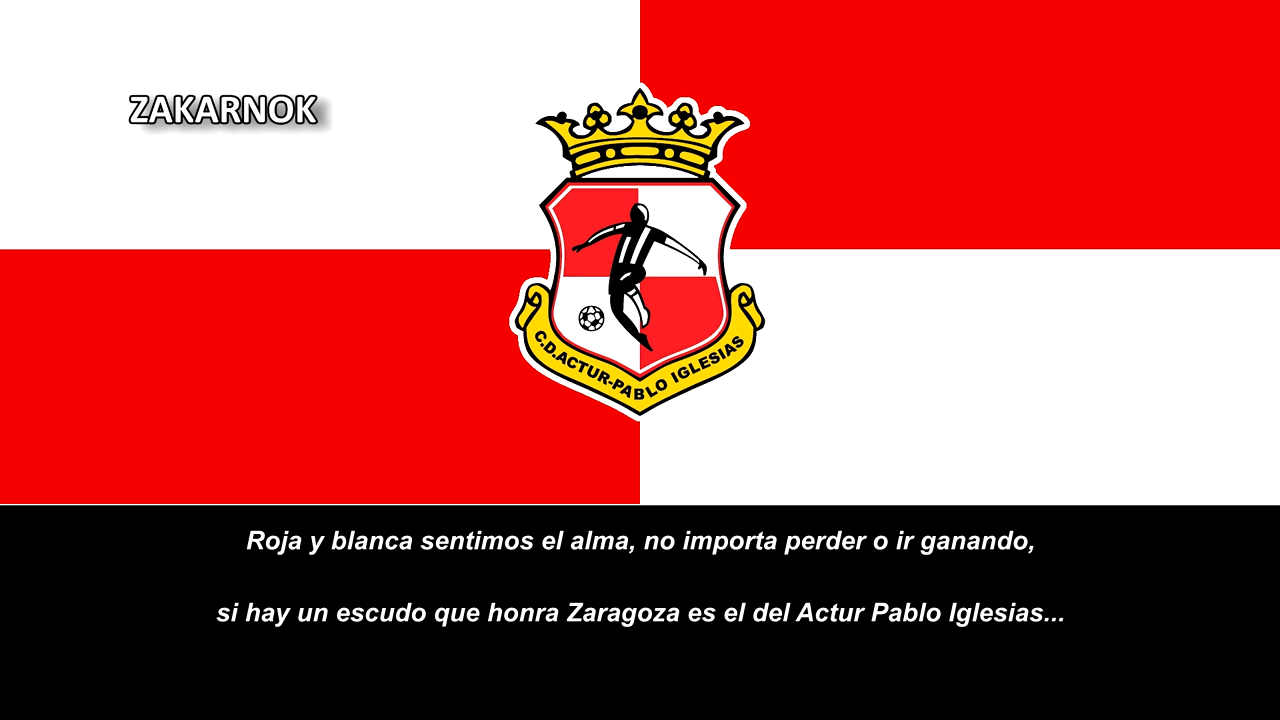 ZAKARNOK
C.D.ACTUR-PABLO IGLESIAS
Roja y blanca sentimos el alma, no importa perder o ir ganando,
si hay un escudo que honra Zaragoza es el del Actur Pablo Iglesias...